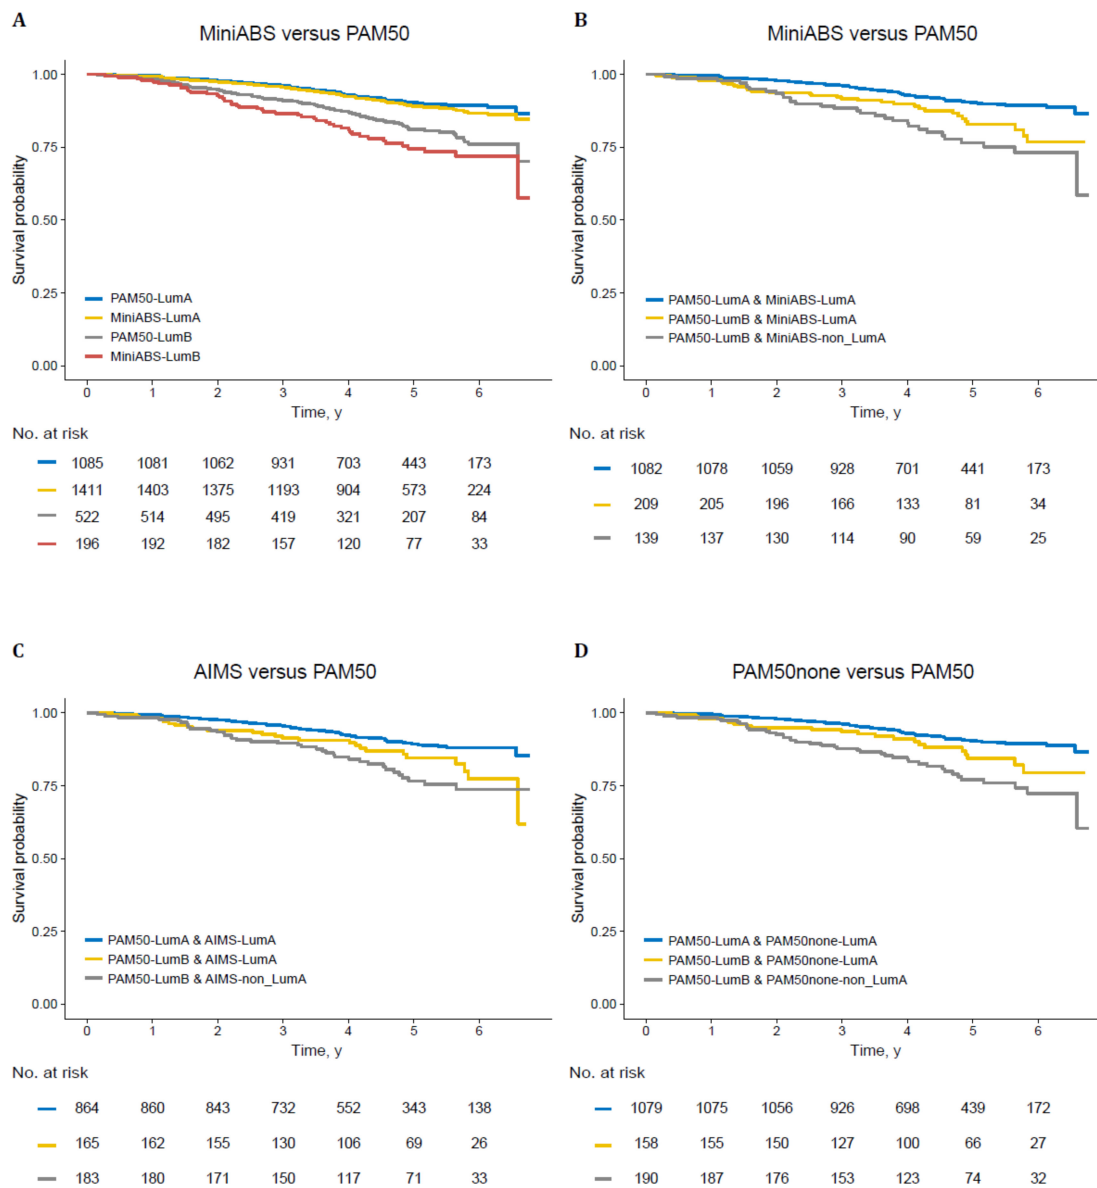 A
MiniABS versus PAM50
Survival probability
1.00
0.75
0.50
0.25
0.00
PAM50-LumA
MiniABS-LumA
PAM50-LumB
MiniABS-LumB
0 1 2 3 4 5 6
Time, y
No. at risk
1085 1081 1062 931 703 443 173
1411 1403 1375 1193 904 573 224
522 514 495 419 321 207 84
196 192 182 157 120 77 33
B
MiniABS versus PAM50
Survival probability
1.00
0.75
0.50
0.25
0.00
PAM50-LumA & MiniABS-LumA
PAM50-LumB & MiniABS-LumA
PAM50-LumB & MiniABS-non_LumA
0 1 2 3 4 5 6
Time, y
No. at risk
1082 1078 1059 928 701 441 173
209 205 196 166 133 81 34
139 137 130 114 90 59 25
C
AIMS versus PAM50
Survival probability
1.00
0.75
0.50
0.25
0.00
PAM50-LumA & AIMS-LumA
PAM50-LumB & AIMS-LumA
PAM50-LumB & AIMS-non_LumA
0 1 2 3 4 5 6
Time, y
No. at risk
864 860 843 732 552 343 138
165 162 155 130 106 69 26
183 180 171 150 117 71 33
D
PAM50none versus PAM50
Survival probability
1.00
0.75
0.50
0.25
0.00
PAM50-LumA & PAM50none-LumA
PAM50-LumB & PAM50none-LumA
PAM50-LumB & PAM50none-non_LumA
0 1 2 3 4 5 6
Time, y
No. at risk
1079 1075 1056 926 698 439 172
158 155 150 127 100 66 27
190 187 176 153 123 74 32